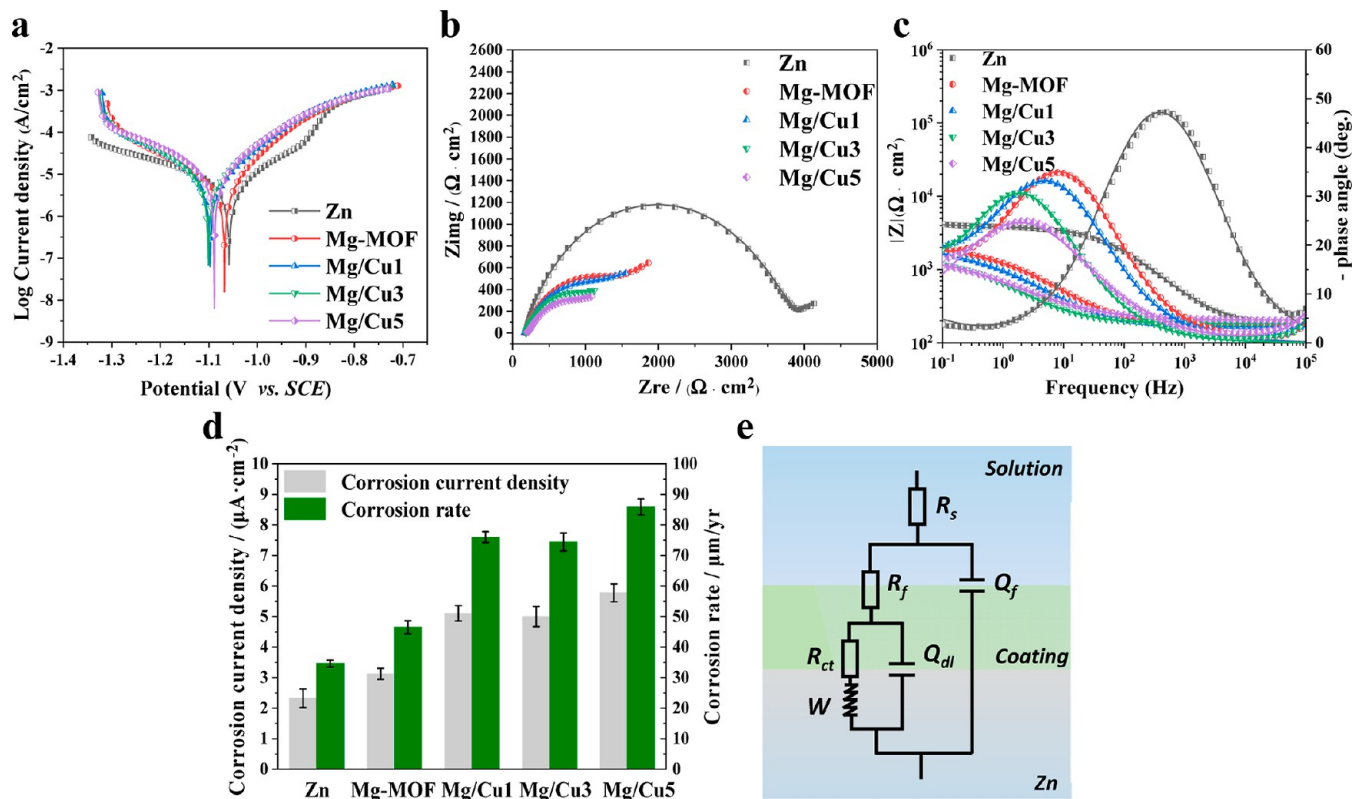 a
Log Current density (A/cm²)
-2
-3
-4
-5
-6
-7
-8
-9
-1.4 -1.3 -1.2 -1.1 -1.0 -0.9 -0.8 -0.7
Potential (V vs. SCE)
Zn
Mg-MOF
Mg/Cu1
Mg/Cu3
Mg/Cu5
b
Zimg / (Ω · cm²)
2600
2400
2200
2000
1800
1600
1400
1200
1000
800
600
400
200
0
0 1000 2000 3000 4000 5000
Zre / (Ω · cm²)
Zn
Mg-MOF
Mg/Cu1
Mg/Cu3
Mg/Cu5
c
|Z|(Ω · cm²)
10⁶
10⁵
10⁴
10³
10²
10⁻¹ 10⁰ 10¹ 10² 10³ 10⁴ 10⁵
Frequency (Hz)
60
50
40
30
20
10
0
- phase angle (deg.)
Zn
Mg-MOF
Mg/Cu1
Mg/Cu3
Mg/Cu5
d
Corrosion current density / (μA·cm⁻²)
10
9
8
7
6
5
4
3
2
1
0
Corrosion current density
Corrosion rate
100
90
80
70
60
50
40
30
20
10
0
Corrosion rate / μm/yr
Zn Mg-MOF Mg/Cu1 Mg/Cu3 Mg/Cu5
e
Solution
Rs
Rf
Qf
Rct
Qdl
Coating
W
Zn